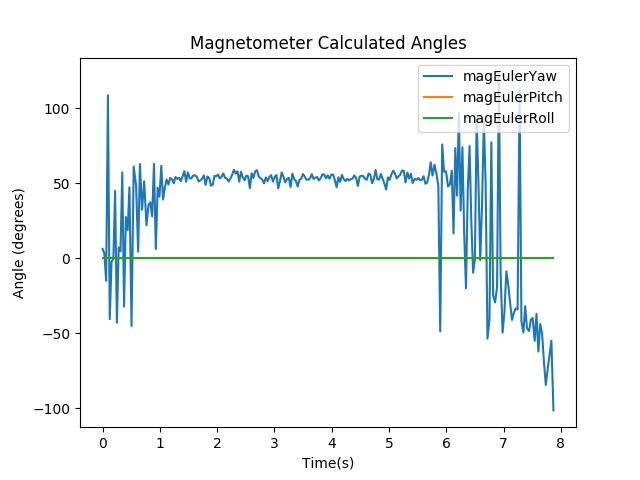 Magnetometer Calculated Angles
magEulerYaw
magEulerPitch
magEulerRoll
Angle (degrees)
100
50
0
−50
−100
0 1 2 3 4 5 6 7 8
Time(s)